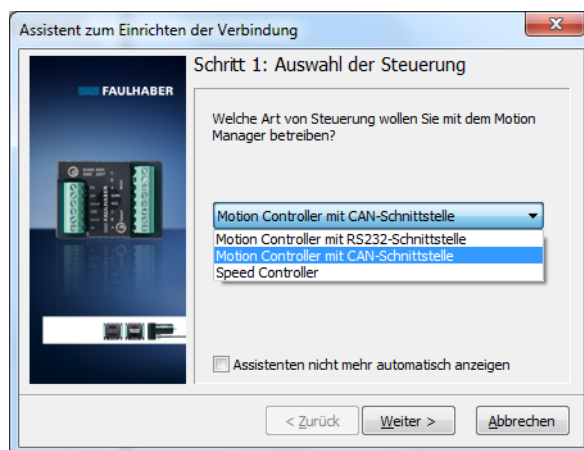 Assistent zum Einrichten der Verbindung
Schritt 1: Auswahl der Steuerung
FAULHABER
Welche Art von Steuerung wollen Sie mit dem Motion
Manager betreiben?
Motion Controller mit CAN-Schnittstelle
Motion Controller mit RS232-Schnittstelle
Motion Controller mit CAN-Schnittstelle
Speed Controller
Assistenten nicht mehr automatisch anzeigen
< Zurück
Weiter >
Abbrechen